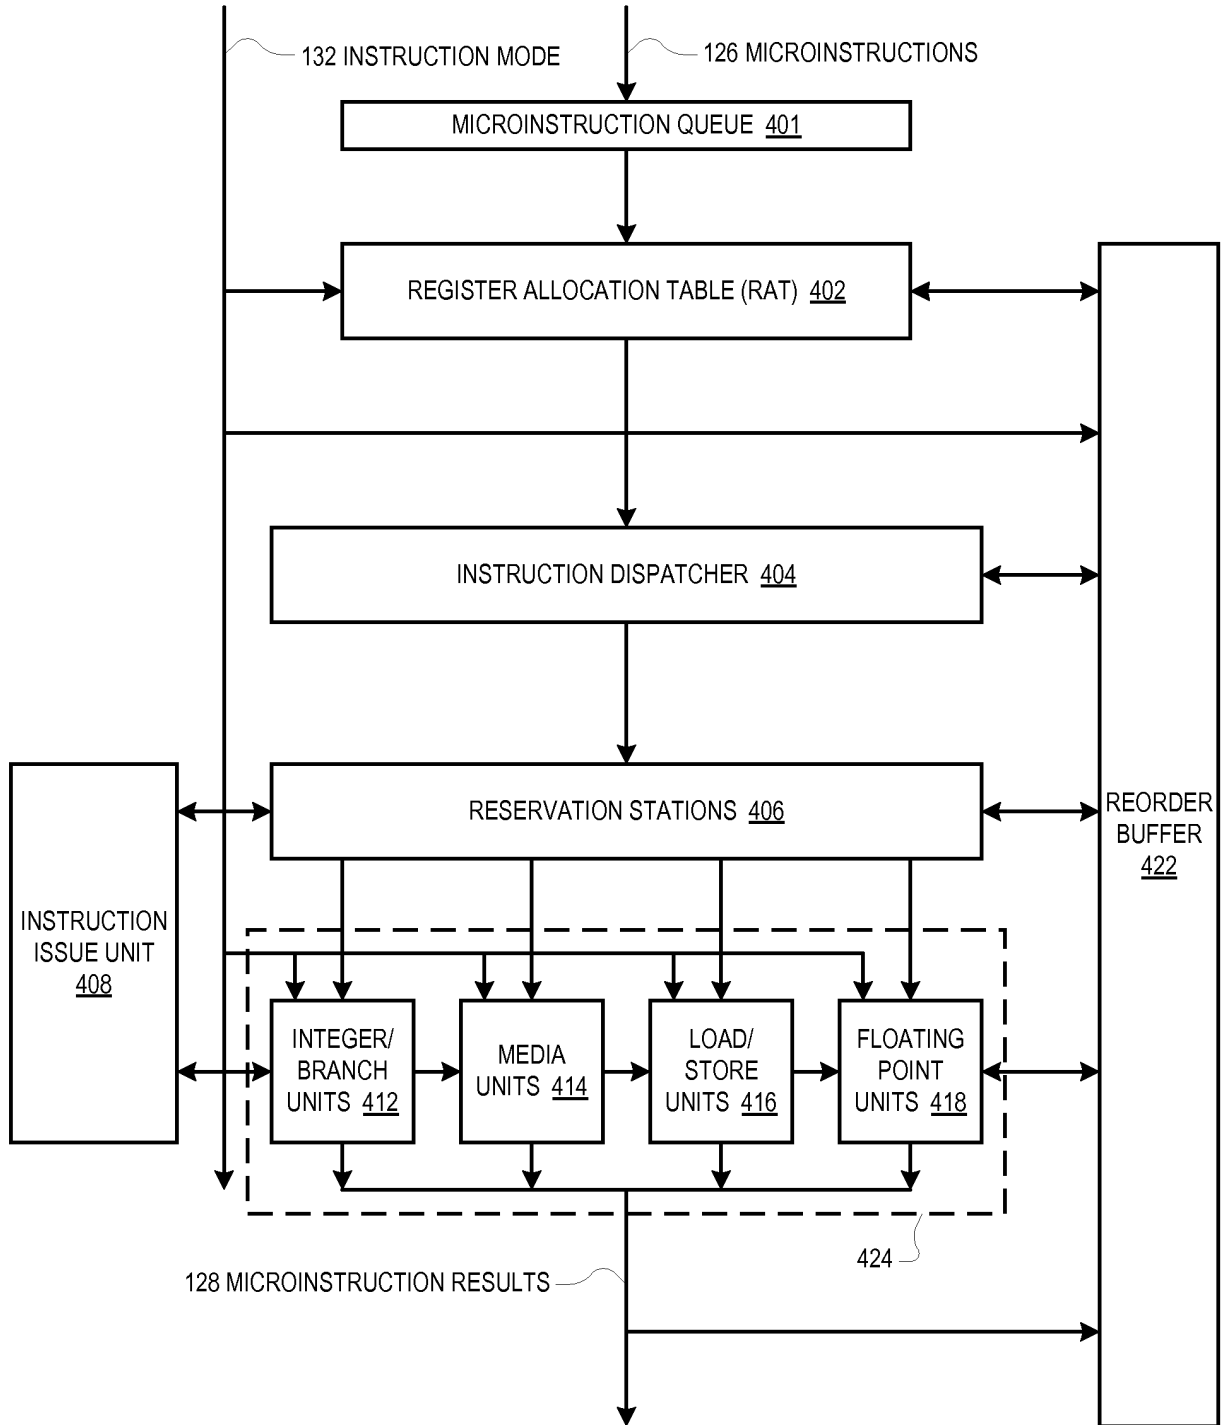 132 INSTRUCTION MODE
126 MICROINSTRUCTIONS
MICROINSTRUCTION QUEUE 401
REGISTER ALLOCATION TABLE (RAT) 402
INSTRUCTION DISPATCHER 404
RESERVATION STATIONS 406
REORDER
BUFFER
422
INSTRUCTION
ISSUE UNIT
408
INTEGER/
BRANCH
UNITS 412
MEDIA
UNITS 414
LOAD/
STORE
UNITS 416
FLOATING
POINT
UNITS 418
424
128 MICROINSTRUCTION RESULTS